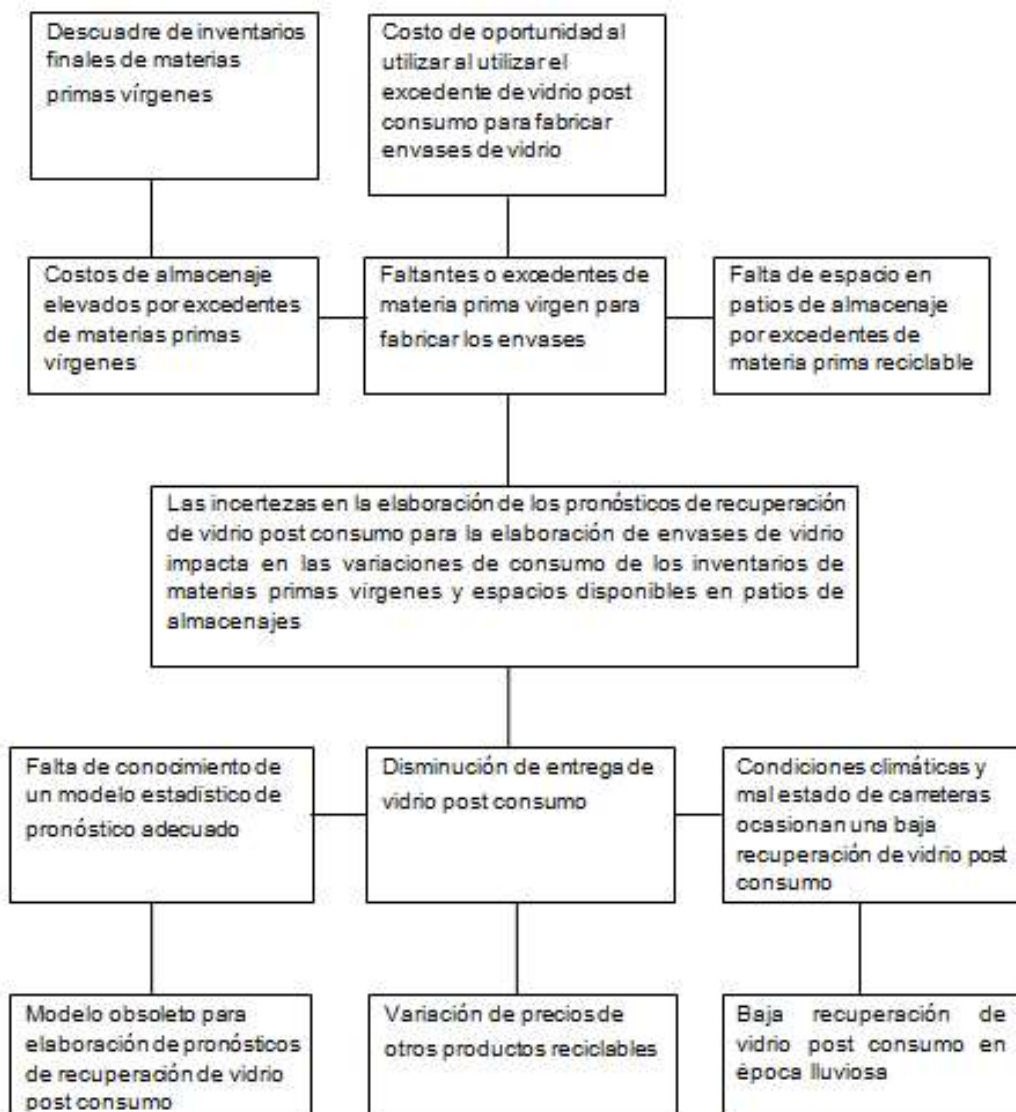 Descuadre de inventarios
finales de materias
primas vírgenes
Costo de oportunidad al
utilizar al utilizar el
excedente de vidrio post
consumo para fabricar
envases de vidrio
Costos de almacenaje
elevados por excedentes
de materias primas
vírgenes
Faltantes o excedentes de
materia prima virgen para
fabricar los envases
Falta de espacio en
patios de almacenaje
por excedentes de
materia prima reciclable
Las incertezas en la elaboración de los pronósticos de recuperación
de vidrio post consumo para la elaboración de envases de vidrio
impacta en las variaciones de consumo de los inventarios de
materias primas vírgenes y espacios disponibles en patios de
almacenajes
Falta de conocimiento de
un modelo estadístico de
pronóstico adecuado
Disminución de entrega de
vidrio post consumo
Condiciones climáticas y
mal estado de carreteras
ocasionan una baja
recuperación de vidrio post
consumo
Modelo obsoleto para
elaboración de pronósticos
de recuperación de vidrio
post consumo
Variación de precios de
otros productos reciclables
Baja recuperación de
vidrio post consumo en
época lluviosa